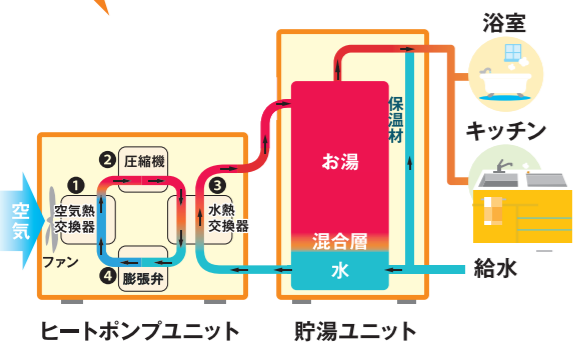 浴室
キッチン
保温材
お湯
混合層
水
給水
❷ 圧縮機
❶
❸
空気
空気熱
交換器
水熱
交換器
ファン
❹ 膨張弁
ヒートポンプユニット
貯湯ユニット